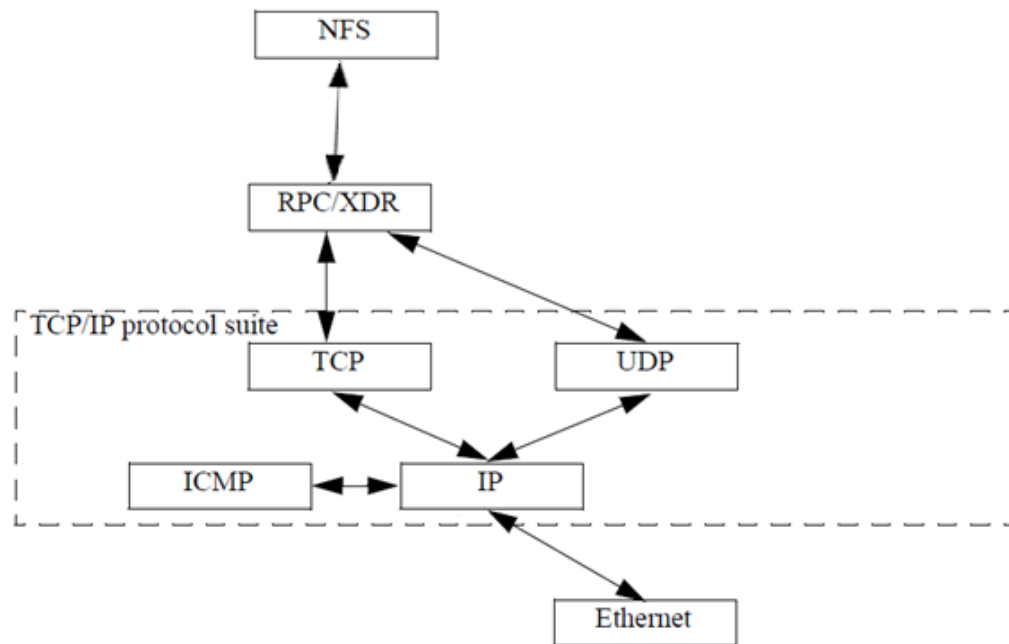 NFS
RPC/XDR
TCP/IP protocol suite
TCP
UDP
ICMP
IP
Ethernet